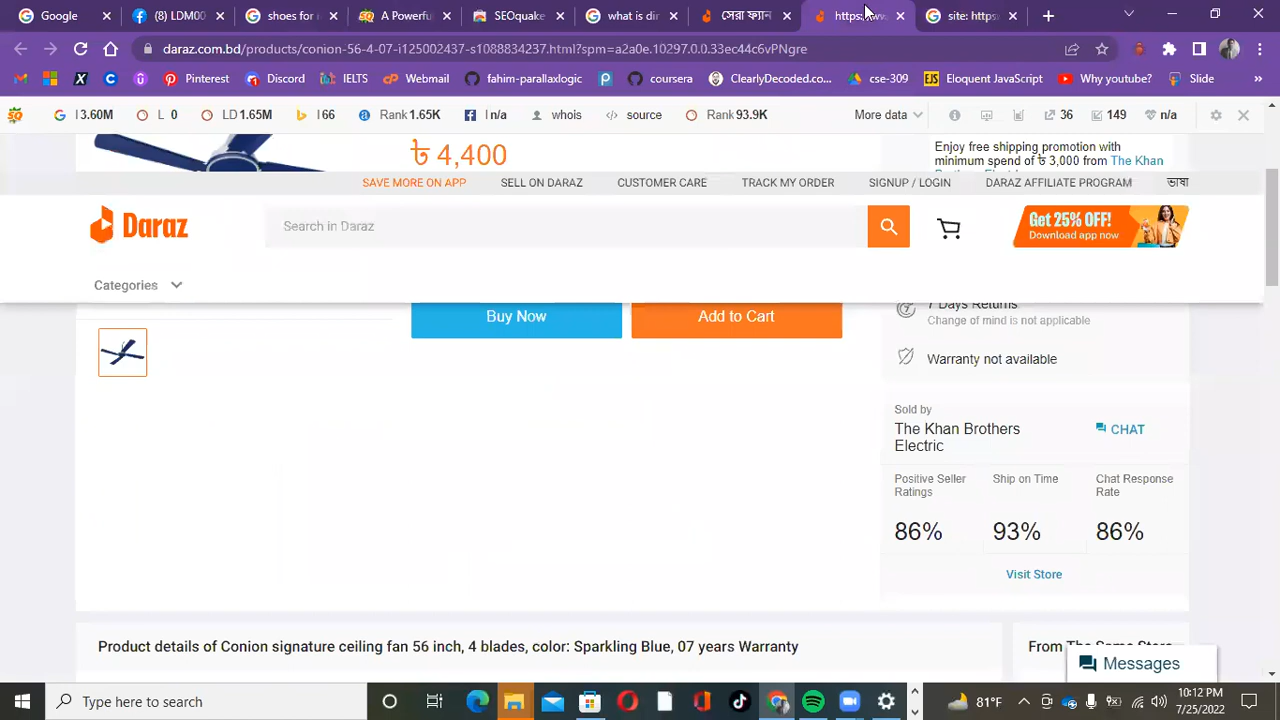 Google
(8) LDM00
Google
shoes for
A Powerfu
SEOquake
what is dir
সেরা ফ্যান
site: https
daraz.com.bd/products/conion-56-4-07-i125002437-s1088834237.html?spm=a2a0e.10297.0.0.33ec44c6vPNgre
Pinterest
Discord
IELTS
Webmail
fahim-parallaxlogic
coursera
ClearlyDecoded.co...
cse-309
Eloquent JavaScript
Why youtube?
Slide
I 3.60M
L 0
LD 1.65M
I 66
Rank 1.65K
I n/a
whois
source
Rank 93.9K
More data
36
149
n/a
৳ 4,400
Enjoy free shipping promotion with
minimum spend of ৳ 3,000 from The Khan
SAVE MORE ON APP
SELL ON DARAZ
CUSTOMER CARE
TRACK MY ORDER
SIGNUP / LOGIN
DARAZ AFFILIATE PROGRAM
ভাষা
Daraz
Search in Daraz
Get 25% OFF!
Download app now
Categories
Buy Now
Add to Cart
7 Days Returns
Change of mind is not applicable
Warranty not available
Sold by
The Khan Brothers
Electric
CHAT
Positive Seller
Ratings
Ship on Time
Chat Response
Rate
86%
93%
86%
Visit Store
Product details of Conion signature ceiling fan 56 inch, 4 blades, color: Sparkling Blue, 07 years Warranty
From The Same Store
Messages
Type here to search
81°F
10:12 PM
7/25/2022